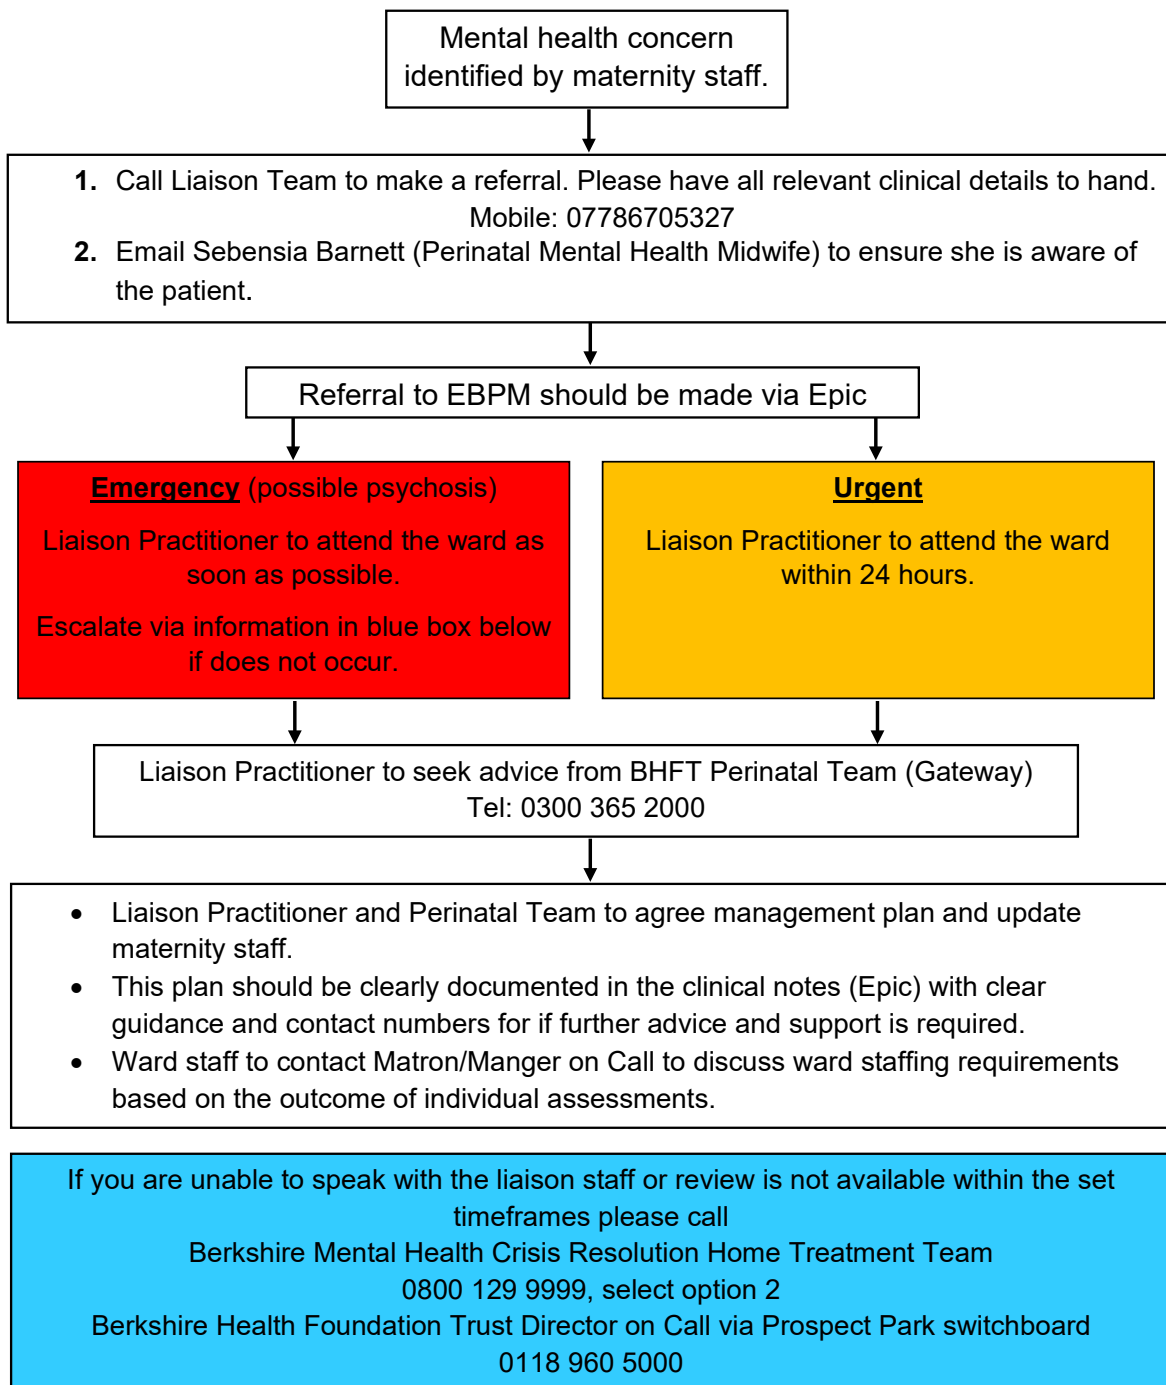 Mental health concern
identified by maternity staff.
1. Call Liaison Team to make a referral. Please have all relevant clinical details to hand.
Mobile: 07786705327
2. Email Sebensia Barnett (Perinatal Mental Health Midwife) to ensure she is aware of
the patient.
Referral to EBPM should be made via Epic
Emergency (possible psychosis)
Liaison Practitioner to attend the ward as
soon as possible.
Escalate via information in blue box below
if does not occur.
Urgent
Liaison Practitioner to attend the ward
within 24 hours.
Liaison Practitioner to seek advice from BHFT Perinatal Team (Gateway)
Tel: 0300 365 2000
• Liaison Practitioner and Perinatal Team to agree management plan and update
maternity staff.
• This plan should be clearly documented in the clinical notes (Epic) with clear
guidance and contact numbers for if further advice and support is required.
• Ward staff to contact Matron/Manger on Call to discuss ward staffing requirements
based on the outcome of individual assessments.
If you are unable to speak with the liaison staff or review is not available within the set
timeframes please call
Berkshire Mental Health Crisis Resolution Home Treatment Team
0800 129 9999, select option 2
Berkshire Health Foundation Trust Director on Call via Prospect Park switchboard
0118 960 5000